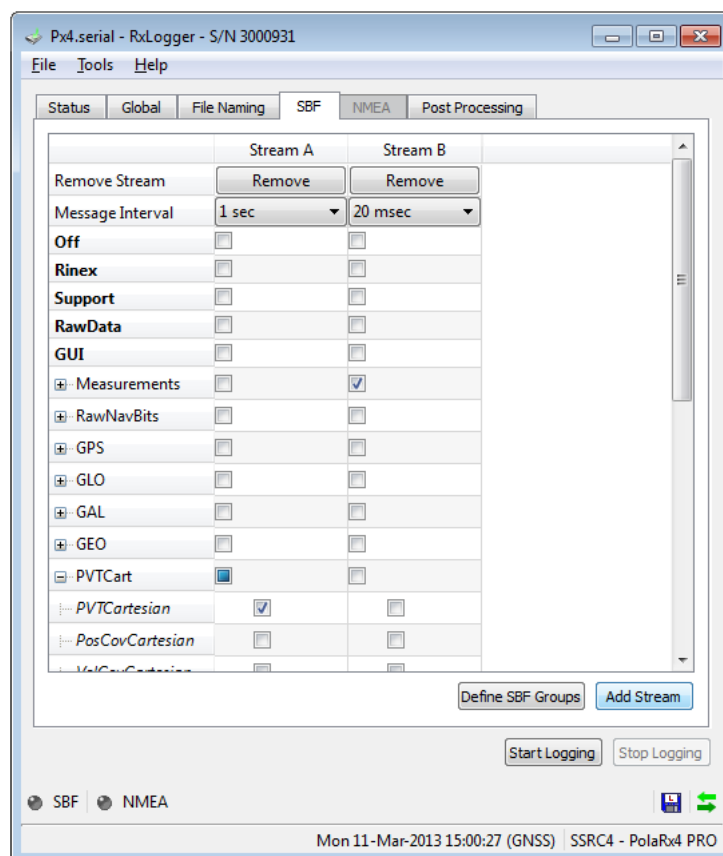 Px4.serial - RxLogger - S/N 3000931
File Tools Help
Status Global File Naming SBF NMEA Post Processing
Stream A Stream B
Remove Stream Remove Remove
Message Interval 1 sec 20 msec
Off
Rinex
Support
RawData
GUI
Measurements
RawNavBits
GPS
GLO
GAL
GEO
PVTCart
PVTCartesian
PosCovCartesian
VelCovCartesian
Define SBF Groups Add Stream
Start Logging Stop Logging
SBF NMEA
Mon 11-Mar-2013 15:00:27 (GNSS) SSRC4 - PolaRx4 PRO